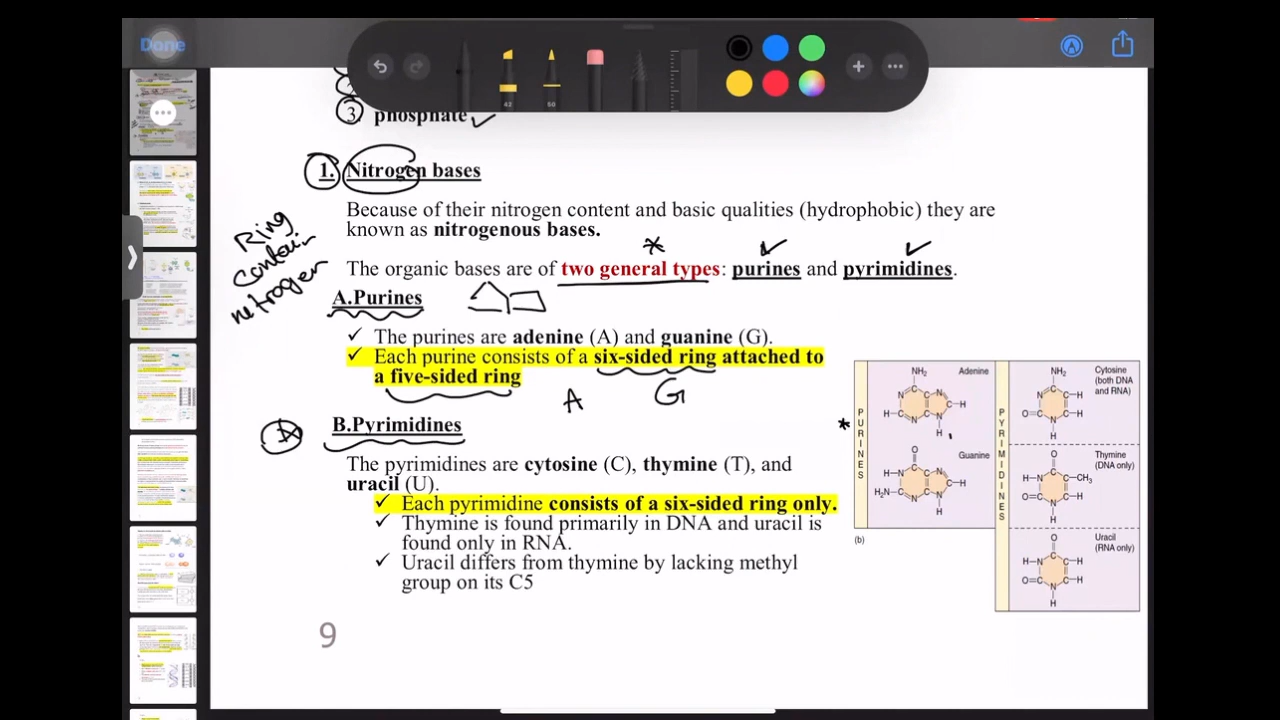 Done
42
50
3 phosphate
1. Nitrogen bases
Because of their nitrogen content and basic qualities (hydrotropic) they are
known as nitrogenous bases.
Ring
contain
nitrogen
The organic bases are of two general types: purines and pyrimidines.
A.Purines
✓ The purines are adenine (A) and guanine (G).
✓ Each purine consists of a six-sided ring attached to
a five-sided ring
A G
B.Pyrimidines
The pyrimidines are cytosine (C), thymine (T), and
uracil (U).
✓ Each pyrimidine consists of a six-sided ring only.
✓ Thymine is found primarily in DNA and uracil is
found only in RNA.
✓ Uracil differs from thymine by lacking methyl
group on its C5
PURINES
NH₂
Adenine
Guanine
(b)
PYRIMIDINES
NH₂
Cytosine
(both DNA
and RNA)
Thymine
(DNA only)
CH₃
Uracil
(RNA only)
9